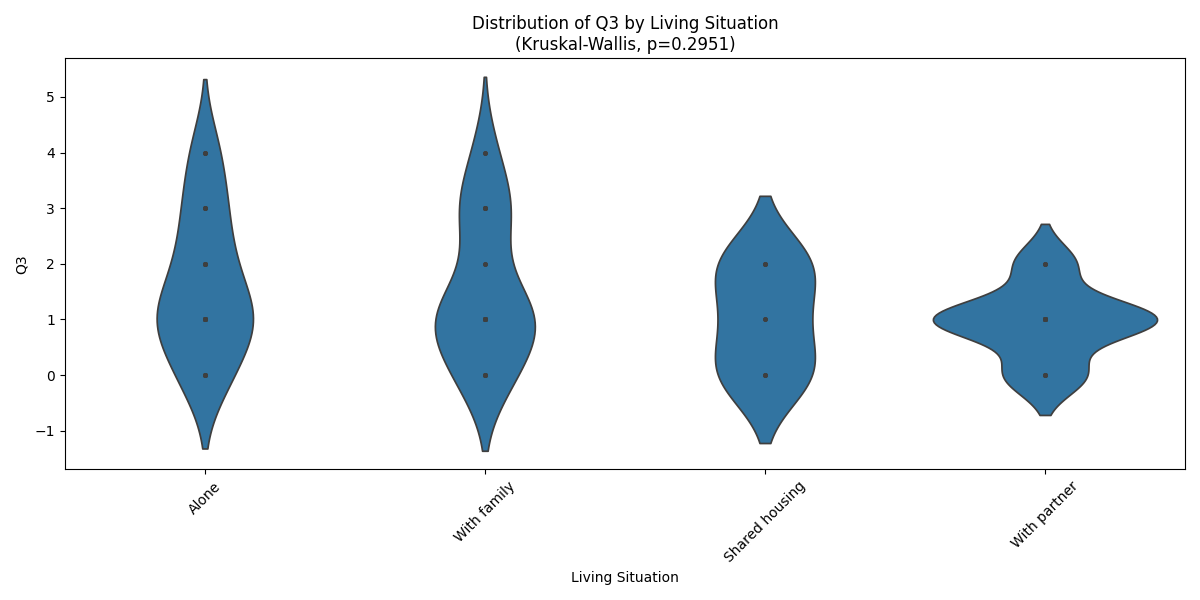 Distribution of Q3 by Living Situation
(Kruskal-Wallis, p=0.2951)
5
4
3
2
1
0
−1
Q3
Alone
With family
Shared housing
With partner
Living Situation